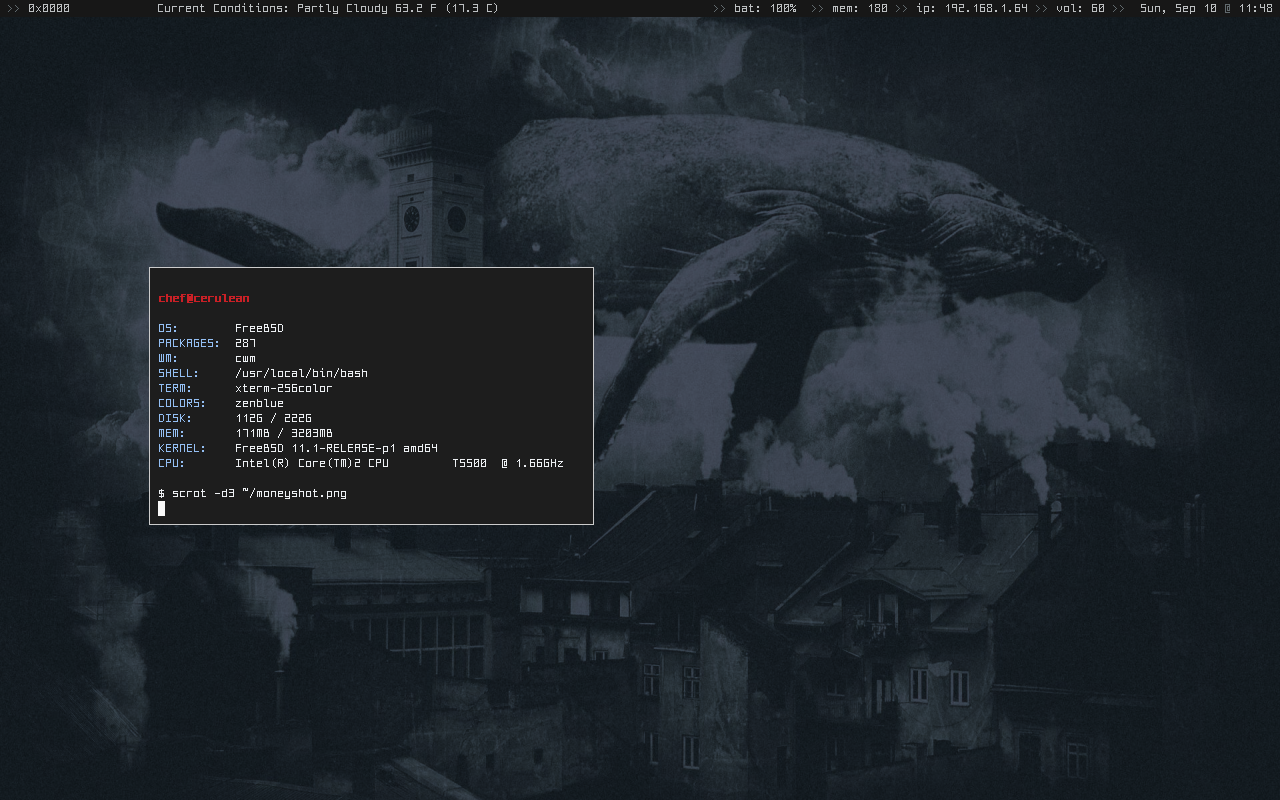 >> 0x0000 Current Conditions: Partly Cloudy 63.2 F (17.3 C) >> bat: 100% >> mem: 180 >> ip: 192.168.1.64 >> vol: 60 >> Sun, Sep 10 @ 11:48
chef@cerulean
OS: FreeBSD
PACKAGES: 287
WM: cwm
SHELL: /usr/local/bin/bash
TERM: xterm-256color
COLORS: zenblue
DISK: 112G / 222G
MEM: 171MB / 3203MB
KERNEL: FreeBSD 11.1-RELEASE-p1 amd64
CPU: Intel(R) Core(TM)2 CPU T5500 @ 1.66GHz
$ scrot -d3 ~/moneyshot.png